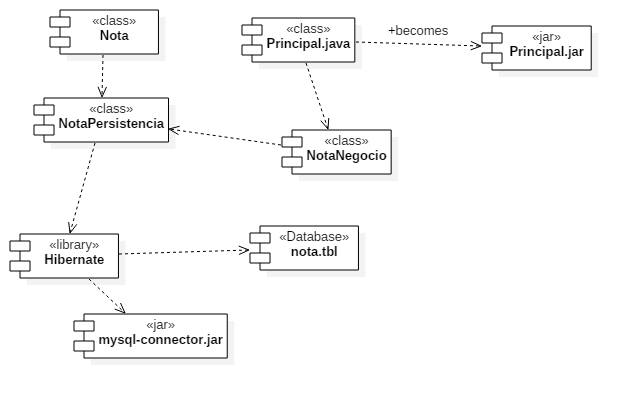 «class»
Nota
«class»
Principal.java
+becomes
«jar»
Principal.jar
«class»
NotaPersistencia
«class»
NotaNegocio
«library»
Hibernate
«Database»
nota.tbl
«jar»
mysql-connector.jar